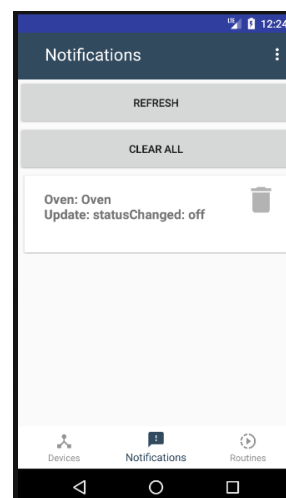 12:24
Notifications
REFRESH
CLEAR ALL
Oven: Oven
Update: statusChanged: off
Devices
Notifications
Routines